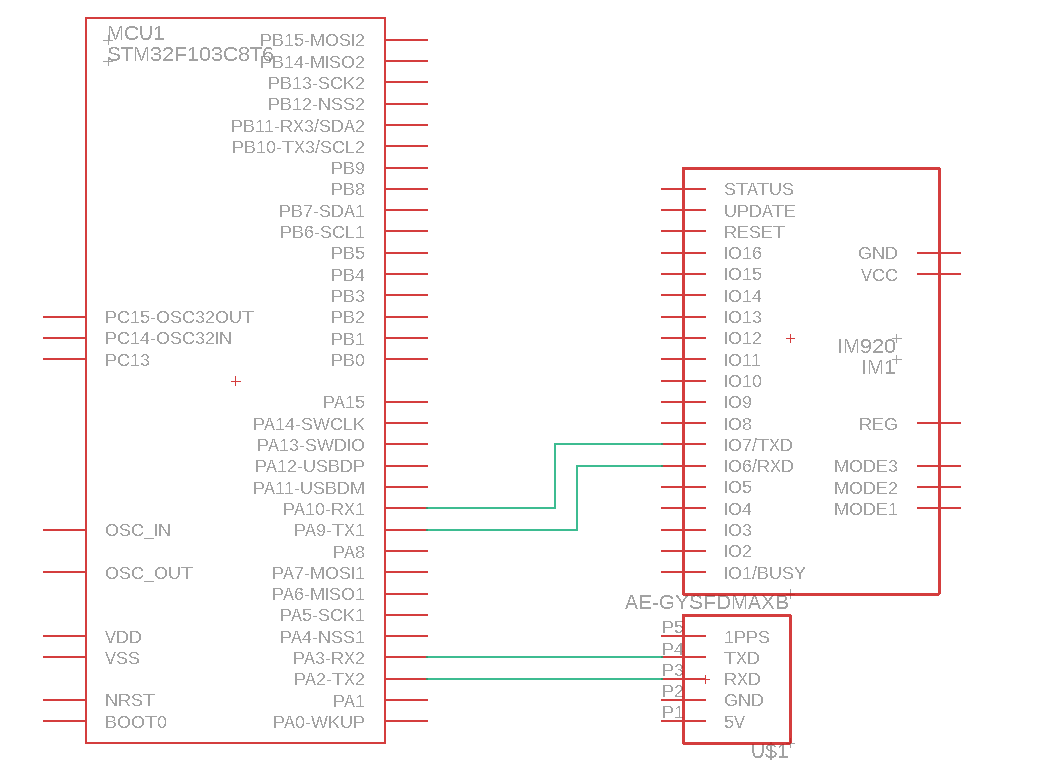 MCU1
STM32F103C8T6
PB15-MOSI2
PB14-MISO2
PB13-SCK2
PB12-NSS2
PB11-RX3/SDA2
PB10-TX3/SCL2
PB9
PB8
PB7-SDA1
PB6-SCL1
PB5
PB4
PB3
PB2
PB1
PB0
PC15-OSC32OUT
PC14-OSC32IN
PC13
PA15
PA14-SWCLK
PA13-SWDIO
PA12-USBDP
PA11-USBDM
PA10-RX1
PA9-TX1
PA8
PA7-MOSI1
PA6-MISO1
PA5-SCK1
PA4-NSS1
PA3-RX2
PA2-TX2
PA1
PA0-WKUP
OSC_IN
OSC_OUT
VDD
VSS
NRST
BOOT0
STATUS
UPDATE
RESET
IO16
IO15
IO14
IO13
IO12
IO11
IO10
IO9
IO8
IO7/TXD
IO6/RXD
IO5
IO4
IO3
IO2
IO1/BUSY
GND
VCC
IM920
IM1
REG
MODE3
MODE2
MODE1
AE-GYSFDMAXB
P5
P4
P3
P2
P1
1PPS
TXD
RXD
GND
5V
U$1